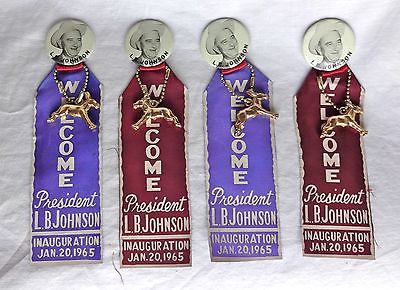 L.B. JOHNSON
WELCOME
President
L.B.JOHNSON
INAUGURATION
JAN.20,1965
L.B. JOHNSON
WELCOME
President
L.B.JOHNSON
INAUGURATION
JAN.20,1965
L.B. JOHNSON
WELCOME
President
L.B.JOHNSON
INAUGURATION
JAN.20,1965
L.B. JOHNSON
WELCOME
President
L.B.JOHNSON
INAUGURATION
JAN.20,1965